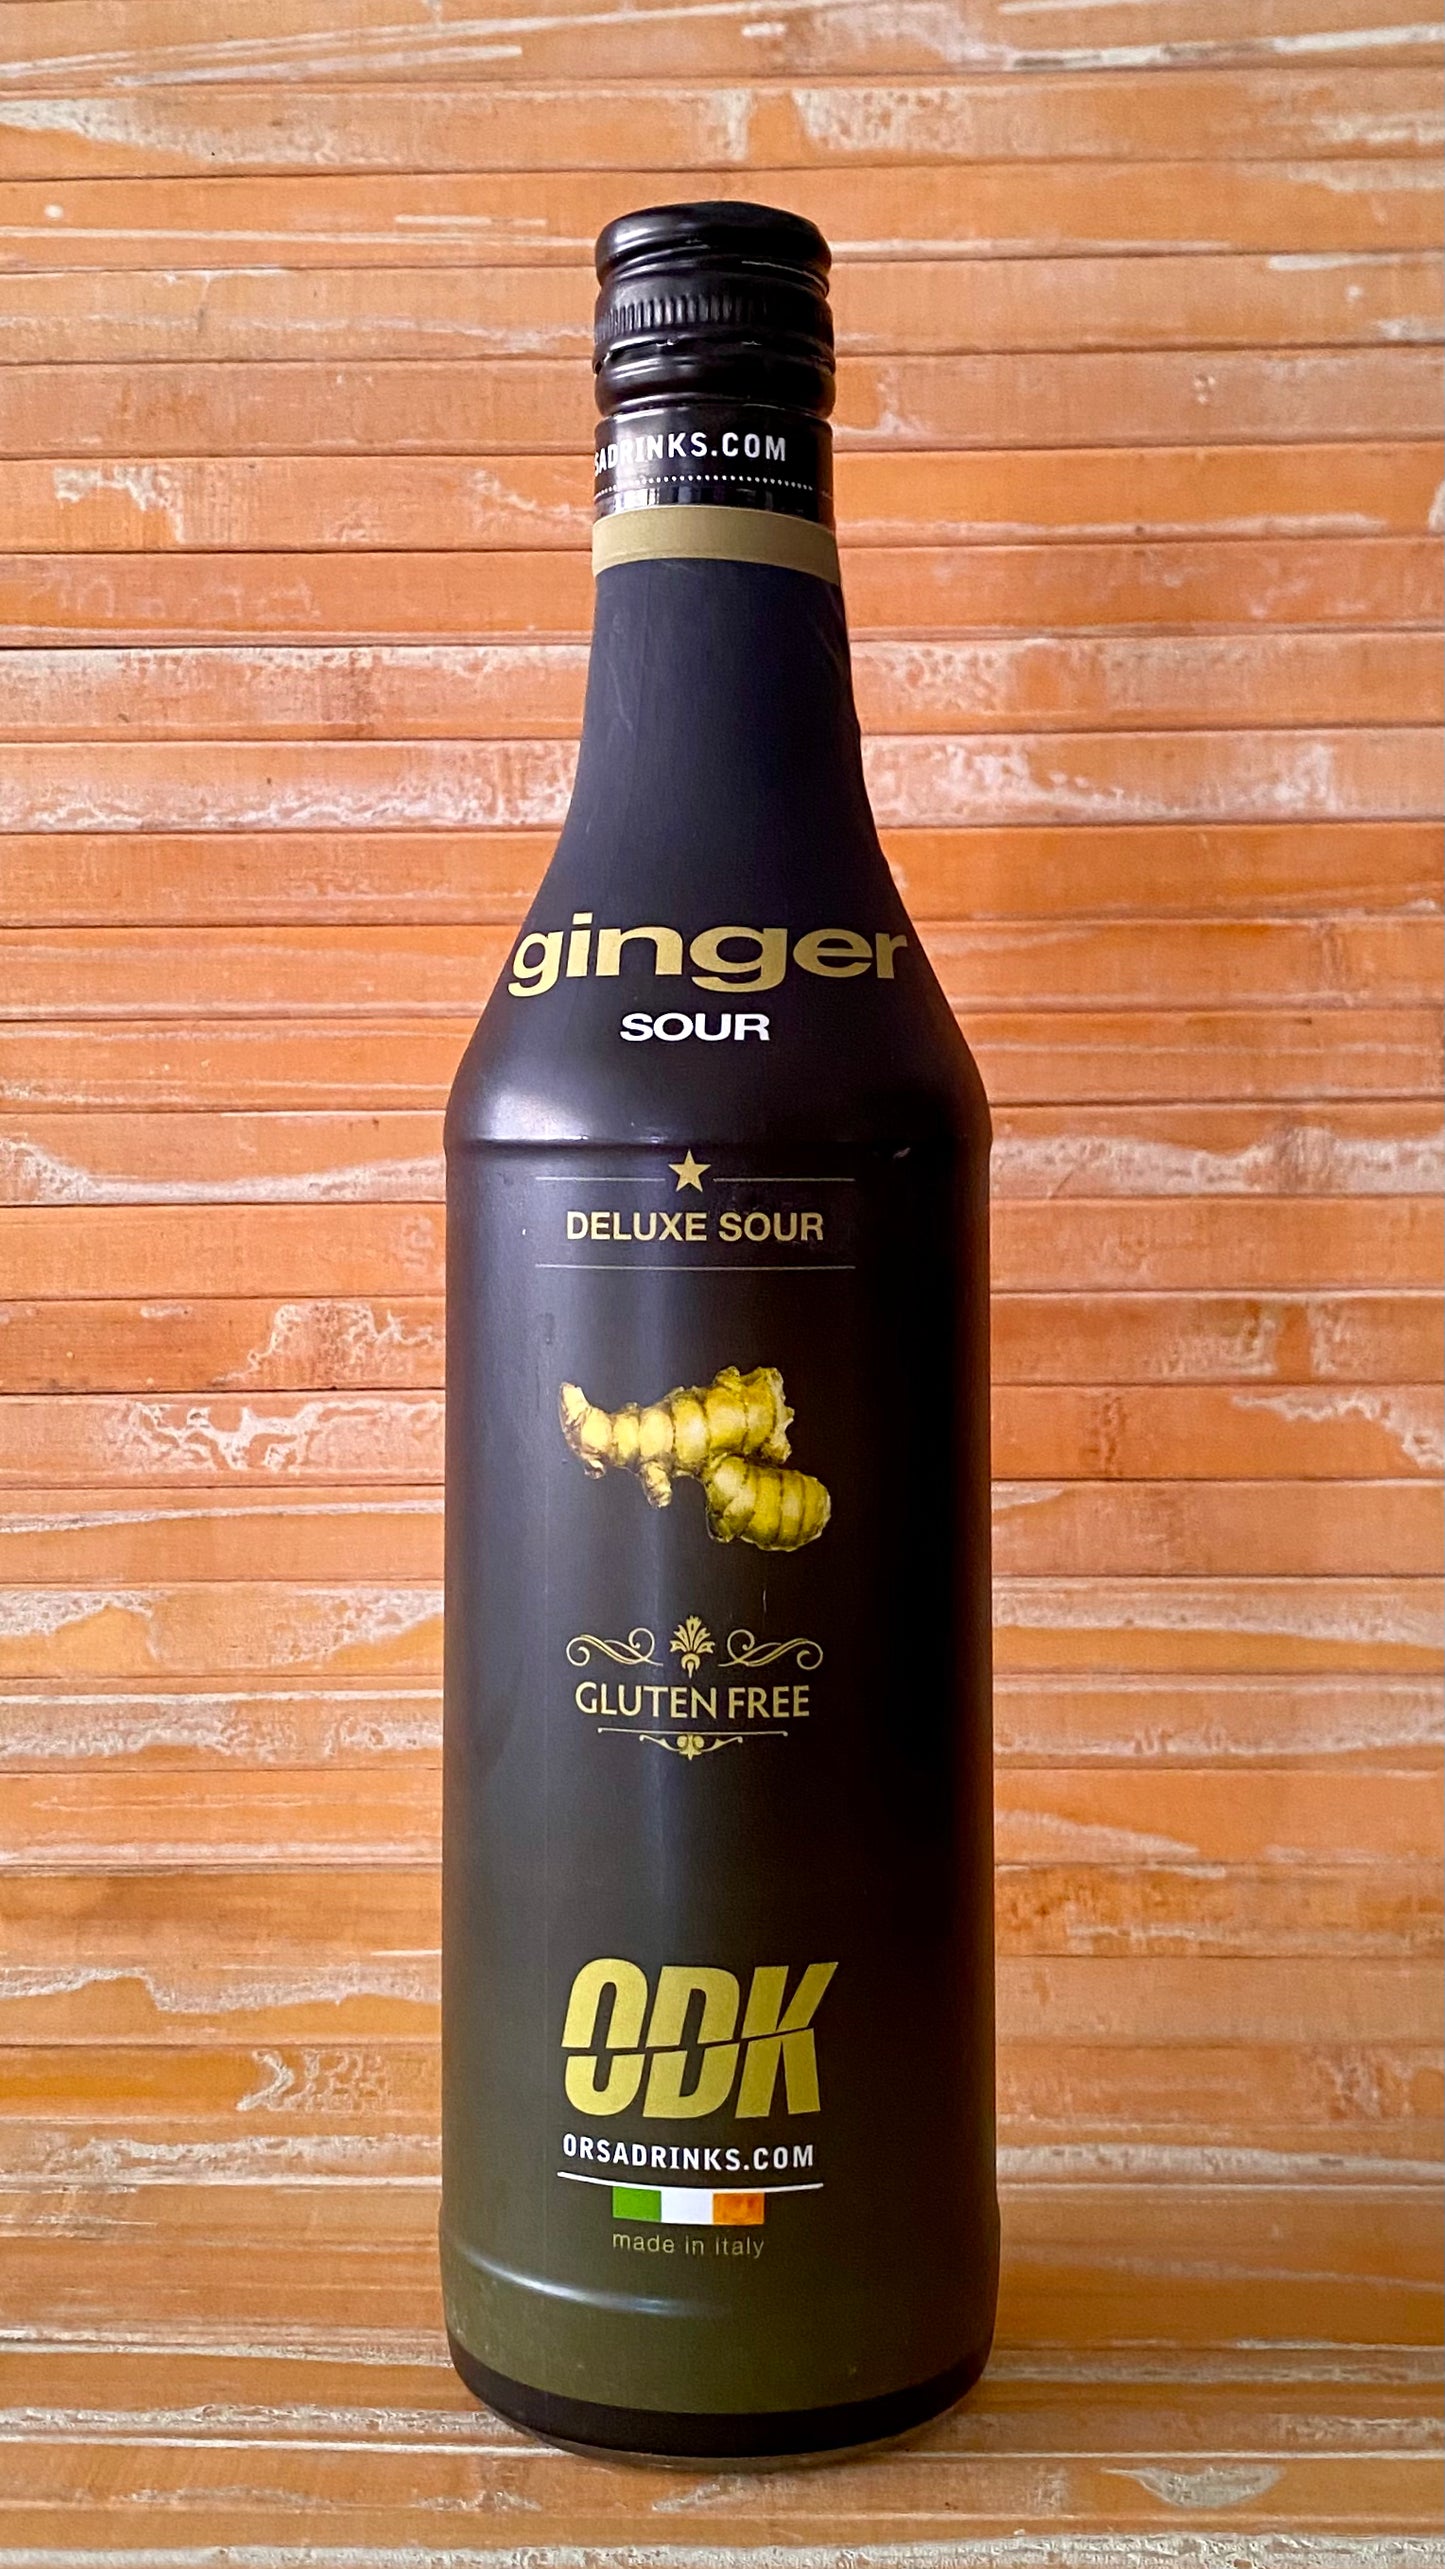 SADRINKS.COM
ginger
SOUR
DELUXE SOUR
GLUTEN FREE
ODK
ORSADRINKS.COM
made in italy